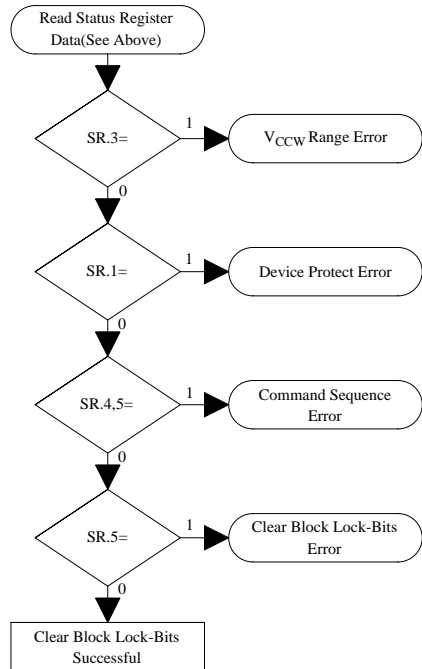 Read Status Register
Data(See Above)
SR.3=
1
VCCW Range Error
0
SR.1=
1
Device Protect Error
0
SR.4,5=
1
Command Sequence
Error
0
SR.5=
1
Clear Block Lock-Bits
Error
0
Clear Block Lock-Bits
Successful